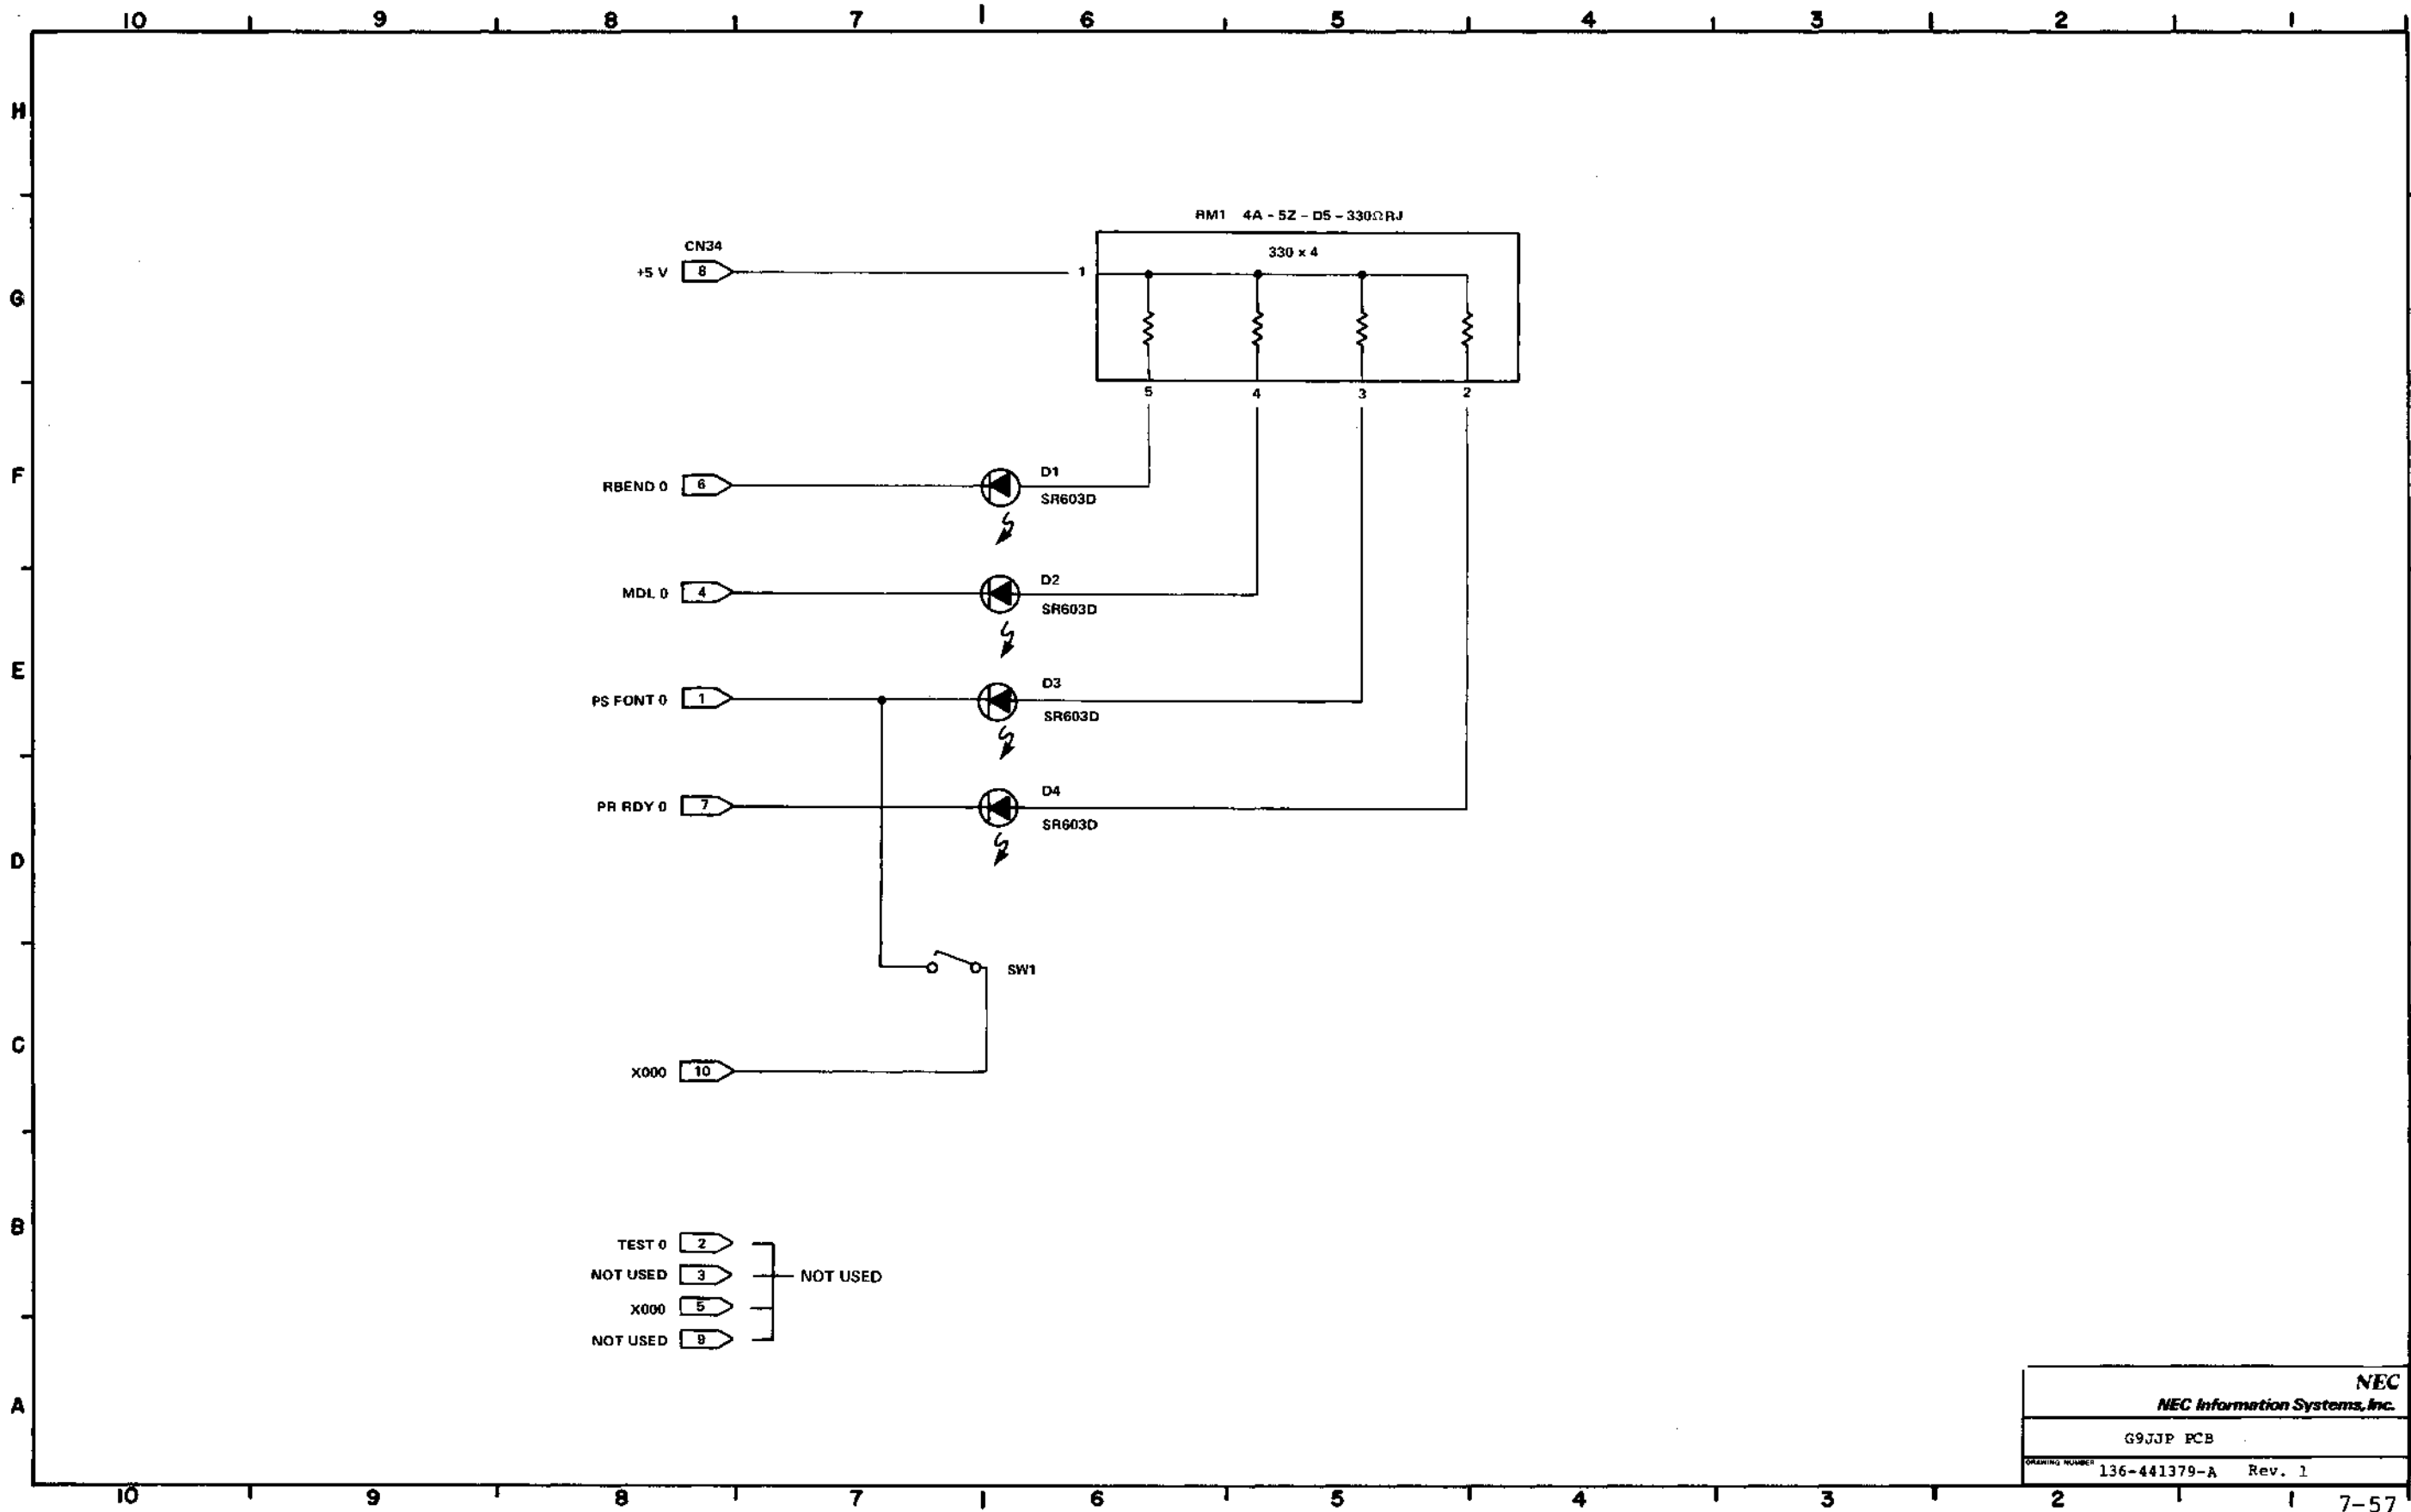 10 9 8 7 6 5 4 3 2 1
H
RM1 4A - 5Z - D5 - 330Ω RJ
CN34
330 x 4
+5 V 8
1
G
5 4 3 2
F
D1
RBEND 0 6
SR603D
D2
MDL 0 4
SR603D
E
D3
PS FONT 0 1
SR603D
D4
PR RDY 0 7
SR603D
D
SW1
C
X000 10
B
TEST 0 2
NOT USED 3
NOT USED
X000 5
NOT USED 9
A
NEC
NEC Information Systems, Inc.
G9JJP PCB
DRAWING NUMBER 136-441379-A Rev. 1
10 9 8 7 6 5 4 3 2 1
7-57